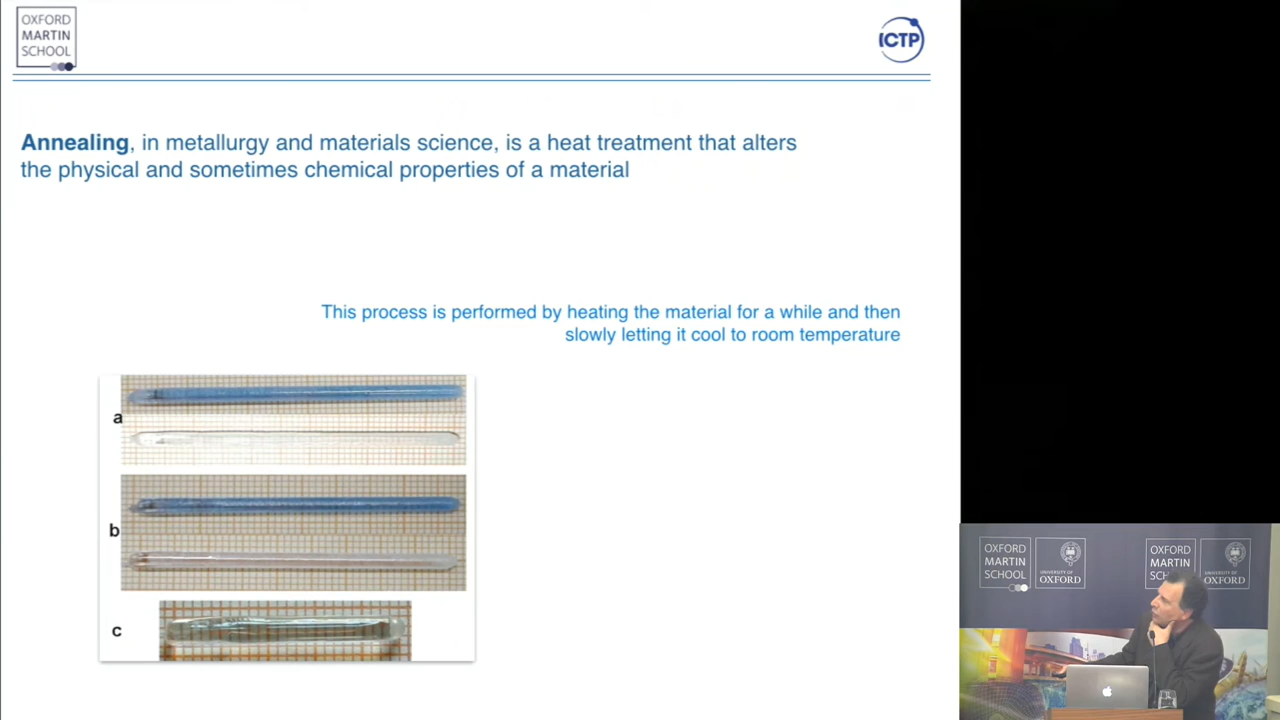 OXFORD
MARTIN
SCHOOL
ICTP
Annealing, in metallurgy and materials science, is a heat treatment that alters
the physical and sometimes chemical properties of a material
This process is performed by heating the material for a while and then
slowly letting it cool to room temperature
a
b
c
OXFORD
MARTIN
SCHOOL
UNIVERSITY OF
OXFORD
OXFORD
MARTIN
UNIVERSITY OF
OXFORD